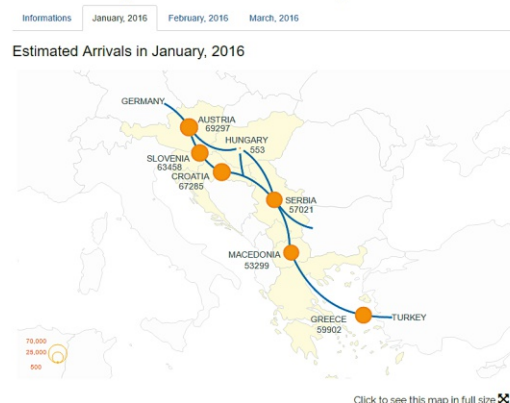 Informations January, 2016 February, 2016 March, 2016
Estimated Arrivals in January, 2016
GERMANY
AUSTRIA
69297
HUNGARY
553
SLOVENIA
63458
CROATIA
67285
SERBIA
57021
MACEDONIA
53299
GREECE
59902
TURKEY
70,000
25,000
500
Click to see this map in full size